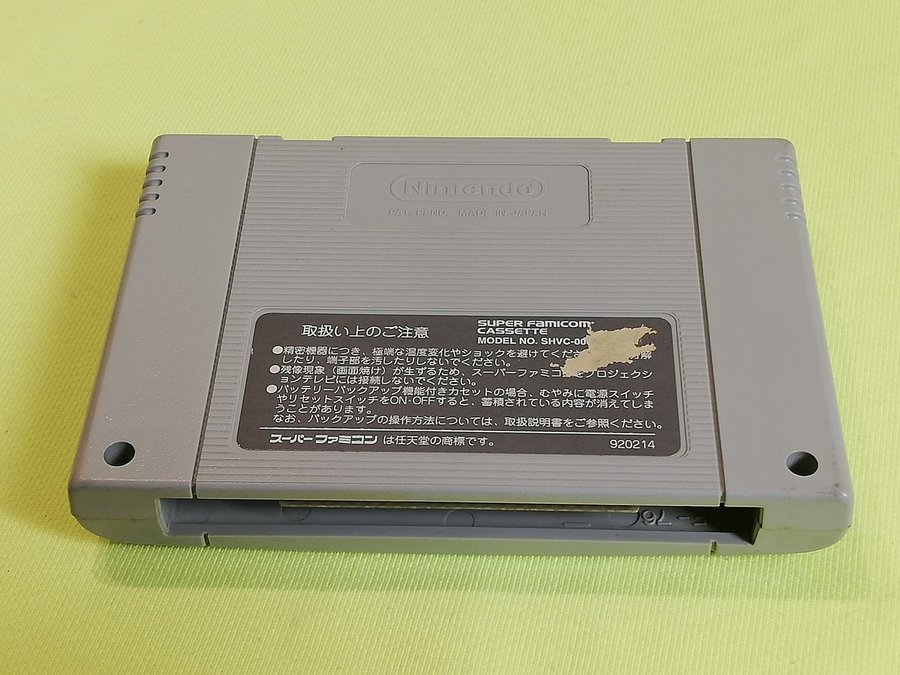 Nintendo
PAT. PEND. MADE IN JAPAN
取扱い上のご注意
SUPER FAMICOM
CASSETTE
MODEL NO. SHVC-00
●精密機器につき、極端な温度変化やショックを避けてくださ
したり、端子部を汚したりしないでください。
●残像現象（画面焼け）が生ずるため、スーパーファミコ プロジェクシ
ョンテレビには接続しないでください。
●バッテリーバックアップ機能付きカセットの場合、むやみに電源スイッチ
やリセットスイッチをON・OFFすると、蓄積されている内容が消えてしま
うことがあります。
なお、バックアップの操作方法については、取扱説明書をご参照ください。
スーパーファミコン は任天堂の商標です。
920214